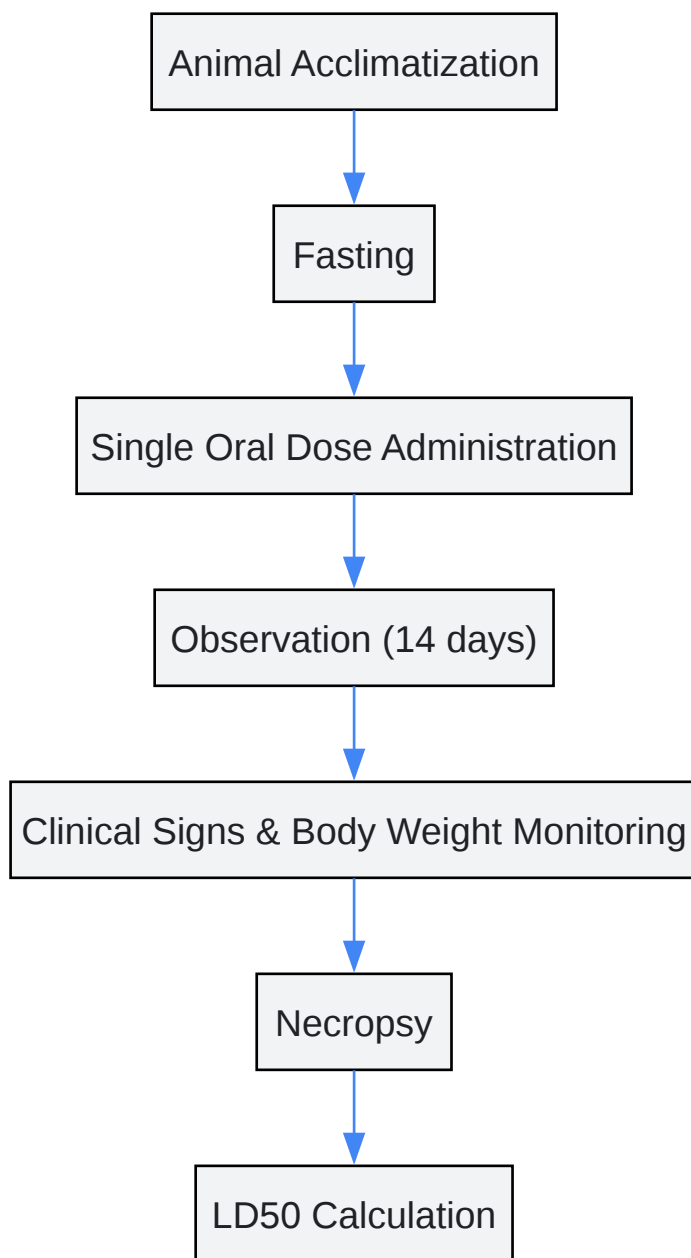 Animal Acclimatization
Fasting
Single Oral Dose Administration
Observation (14 days)
Clinical Signs & Body Weight Monitoring
Necropsy
LD50 Calculation